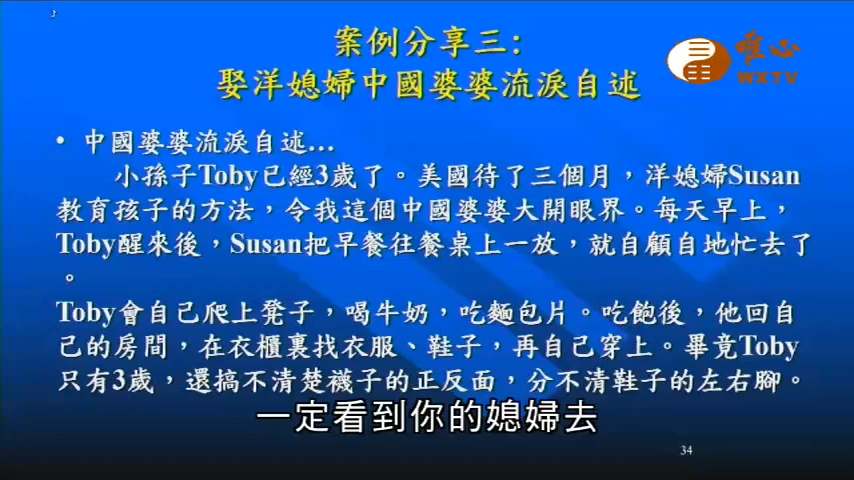 案例分享三:
娶洋媳婦中國婆婆流淚自述
唯心
WXTV
• 中國婆婆流淚自述…
小孫子Toby已經3歲了。美國待了三個月，洋媳婦Susan
教育孩子的方法，令我這個中國婆婆大開眼界。每天早上，
Toby醒來後，Susan把早餐往餐桌上一放，就自顧自地忙去了
。
Toby會自己爬上凳子，喝牛奶，吃麵包片。吃飽後，他回自
己的房間，在衣櫃裏找衣服、鞋子，再自己穿上。畢竟Toby
只有3歲，還搞不清楚襪子的正反面，分不清鞋子的左右腳。
一定看到你的媳婦去
34